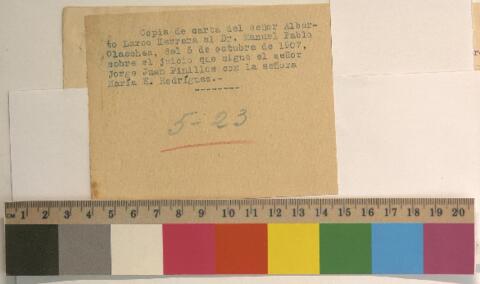 Copia de carta del señor Alber-
to Larco Herrera al Dr. Manuel Pablo
Olaechea, del 5 de octubre de 1907,
sobre el juicio que sigue el señor
Jorge Juan Pinillos con la señora
María E. Rodríguez.-
--------
5-23
CM 1 2 3 4 5 6 7 8 9 10 11 12 13 14 15 16 17 18 19 20